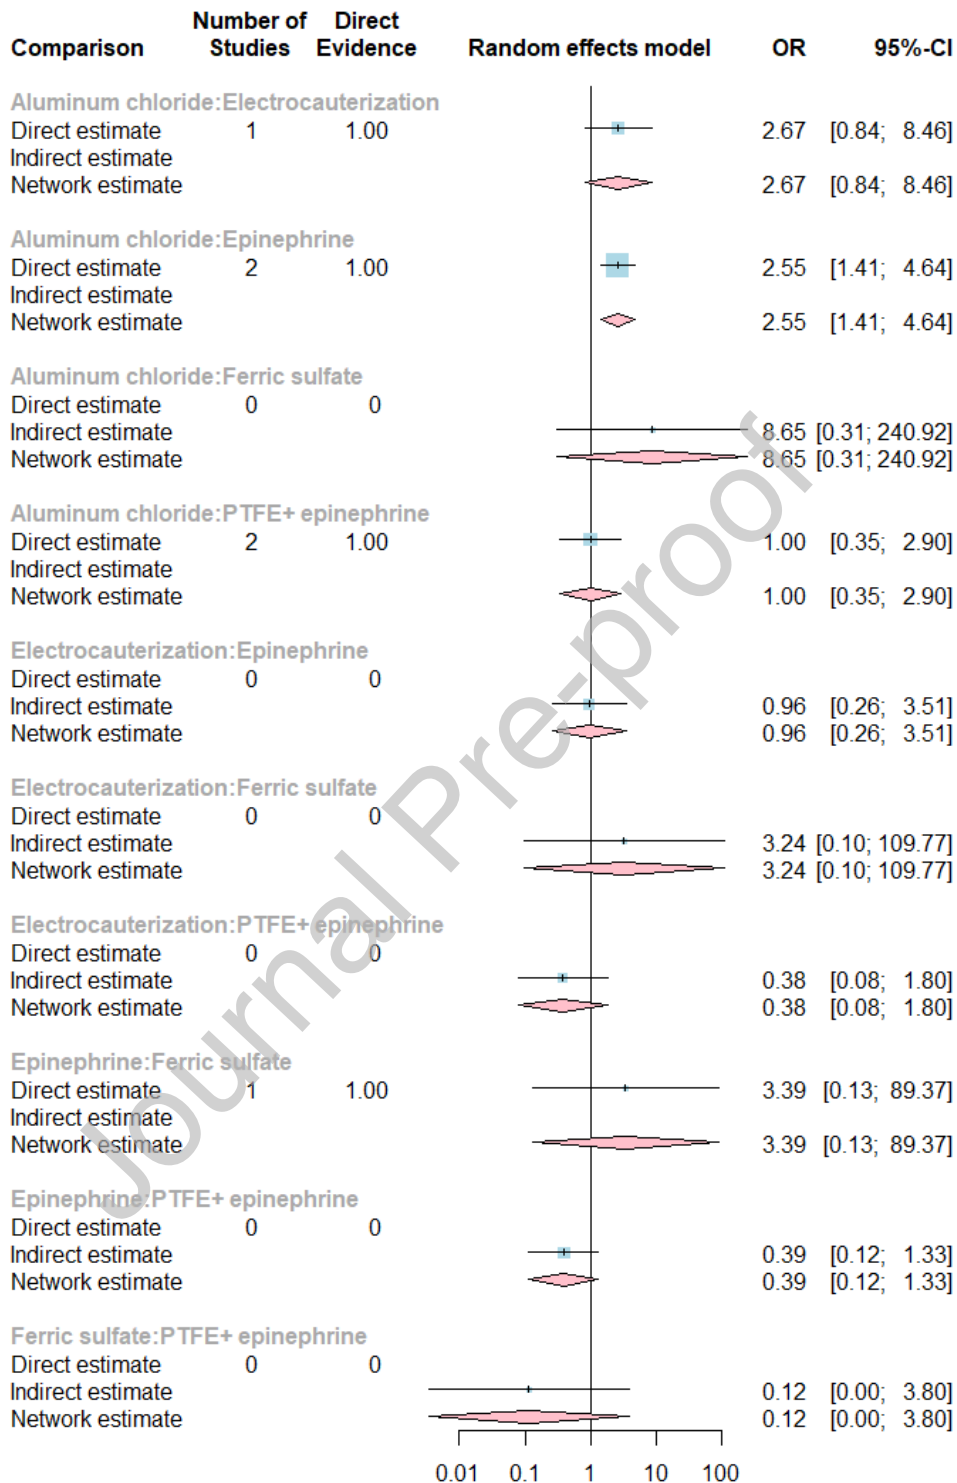 Number of Direct
Comparison Studies Evidence Random effects model OR 95%-CI
Aluminum chloride:Electrocauterization
Direct estimate 1 1.00 2.67 [0.84; 8.46]
Indirect estimate
Network estimate 2.67 [0.84; 8.46]
Aluminum chloride:Epinephrine
Direct estimate 2 1.00 2.55 [1.41; 4.64]
Indirect estimate
Network estimate 2.55 [1.41; 4.64]
Aluminum chloride:Ferric sulfate
Direct estimate 0 0
Indirect estimate 8.65 [0.31; 240.92]
Network estimate 8.65 [0.31; 240.92]
Aluminum chloride:PTFE+ epinephrine
Direct estimate 2 1.00 1.00 [0.35; 2.90]
Indirect estimate
Network estimate 1.00 [0.35; 2.90]
Electrocauterization:Epinephrine
Direct estimate 0 0
Indirect estimate 0.96 [0.26; 3.51]
Network estimate 0.96 [0.26; 3.51]
Electrocauterization:Ferric sulfate
Direct estimate 0 0
Indirect estimate 3.24 [0.10; 109.77]
Network estimate 3.24 [0.10; 109.77]
Electrocauterization:PTFE+ epinephrine
Direct estimate 0 0
Indirect estimate 0.38 [0.08; 1.80]
Network estimate 0.38 [0.08; 1.80]
Epinephrine:Ferric sulfate
Direct estimate 1 1.00 3.39 [0.13; 89.37]
Indirect estimate
Network estimate 3.39 [0.13; 89.37]
Epinephrine:PTFE+ epinephrine
Direct estimate 0 0
Indirect estimate 0.39 [0.12; 1.33]
Network estimate 0.39 [0.12; 1.33]
Ferric sulfate:PTFE+ epinephrine
Direct estimate 0 0
Indirect estimate 0.12 [0.00; 3.80]
Network estimate 0.12 [0.00; 3.80]
0.01 0.1 1 10 100
Journal Pre-proof